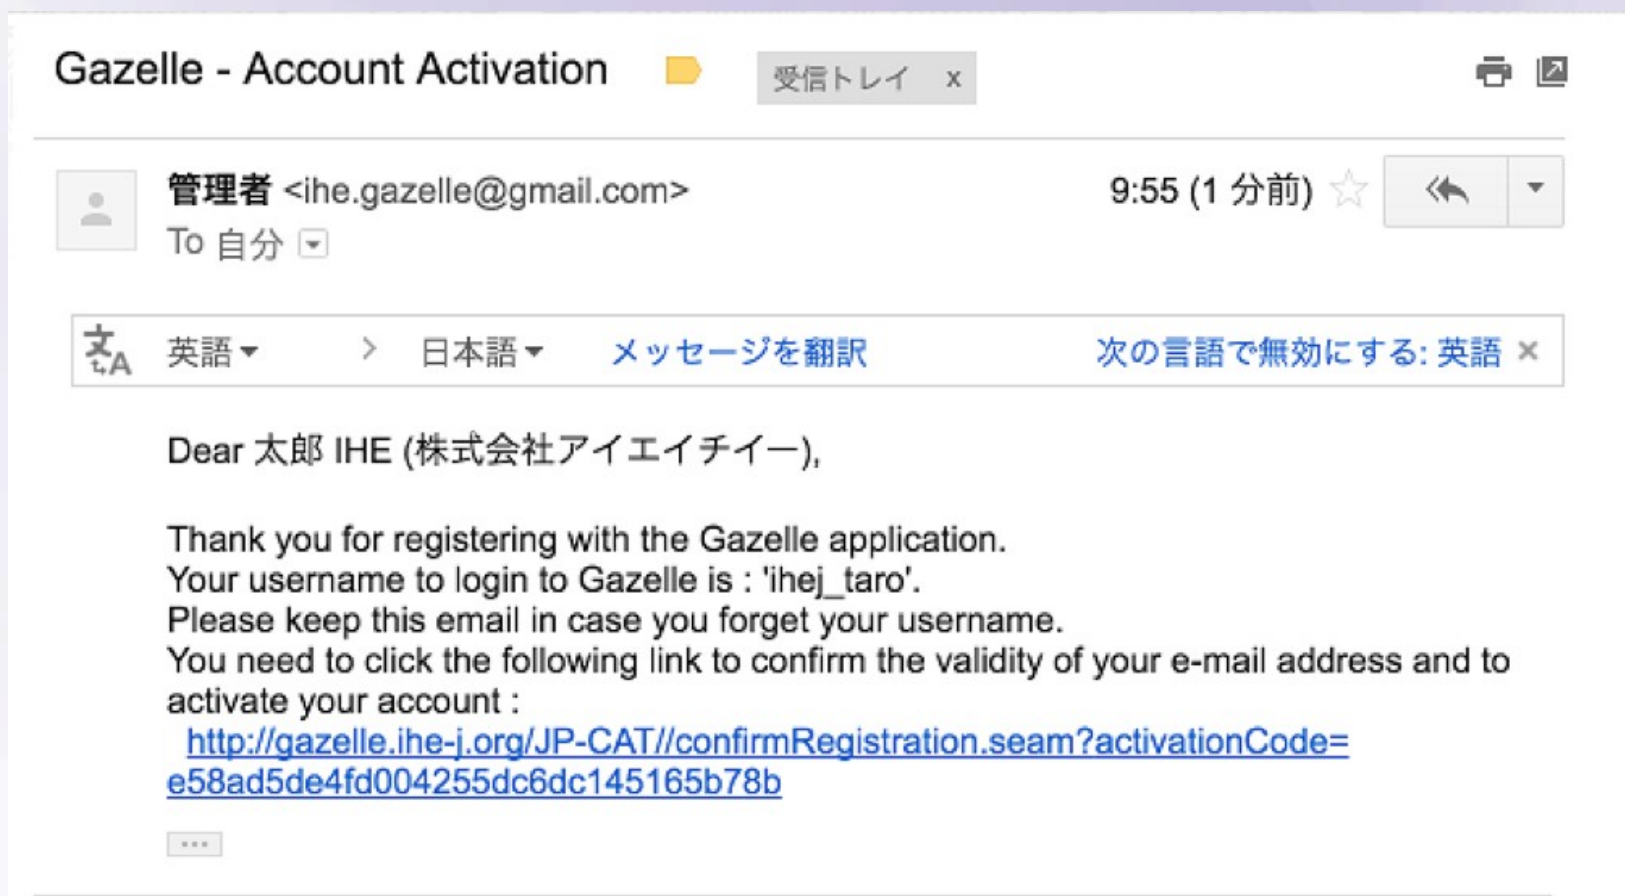 Gazelle - Account Activation 受信トレイ x
管理者 <ihe.gazelle@gmail.com> 9:55 (1 分前)
To 自分
英語 > 日本語 メッセージを翻訳 次の言語で無効にする: 英語 ×
Dear 太郎 IHE (株式会社アイエイチイー),
Thank you for registering with the Gazelle application.
Your username to login to Gazelle is : 'ihej_taro'.
Please keep this email in case you forget your username.
You need to click the following link to confirm the validity of your e-mail address and to
activate your account :
http://gazelle.ihe-j.org/JP-CAT//confirmRegistration.seam?activationCode=
e58ad5de4fd004255dc6dc145165b78b